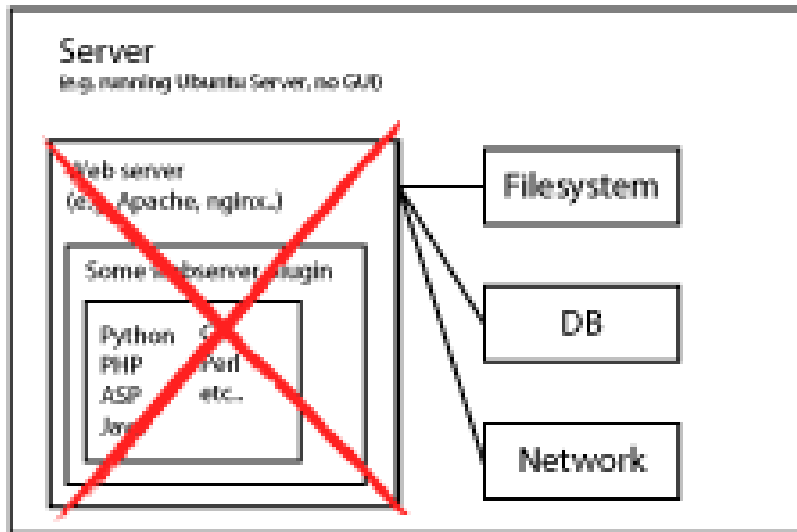 Server
(e.g. running Ubuntu Server, no GUI)
Web server
(e.g. Apache, nginx..)
Some webserver plugin
Python
PHP
ASP
Java
Perl
etc..
Filesystem
DB
Network